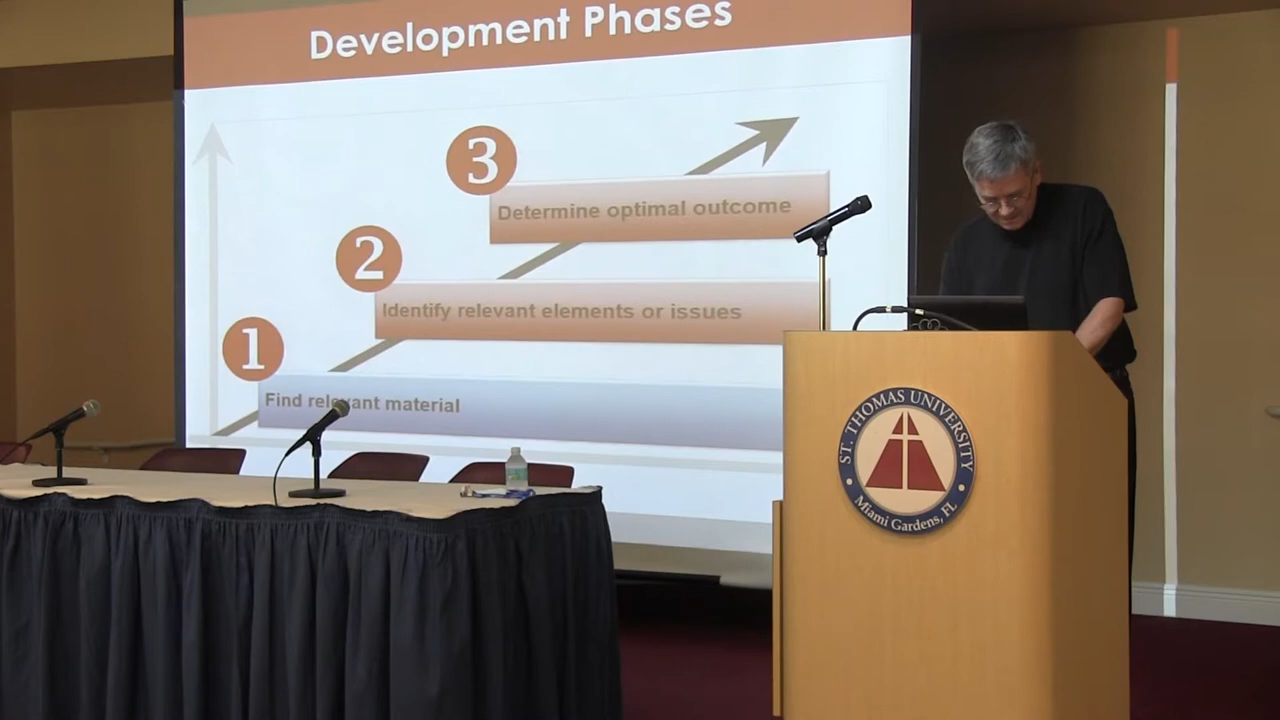 Development Phases
3
Determine optimal outcome
2
Identify relevant elements or issues
1
Find relevant material
ST. THOMAS UNIVERSITY
Miami Gardens, FL